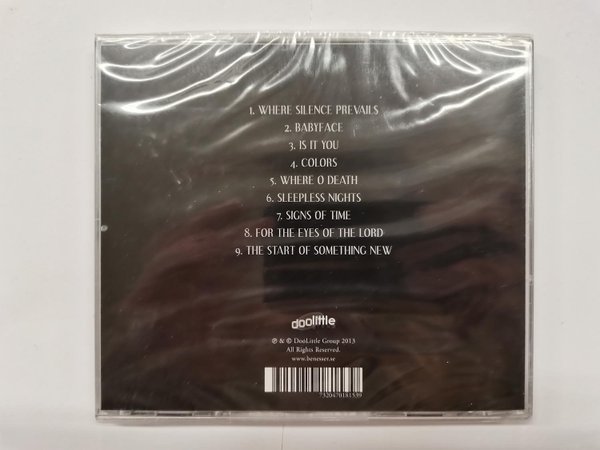 1. WHERE SILENCE PREVAILS
2. BABYFACE
3. IS IT YOU
4. COLORS
5. WHERE O DEATH
6. SLEEPLESS NIGHTS
7. SIGNS OF TIME
8. FOR THE EYES OF THE LORD
9. THE START OF SOMETHING NEW
doolittle
℗ & © DooLittle Group 2013
All Rights Reserved.
www.benesser.se
7320470181539